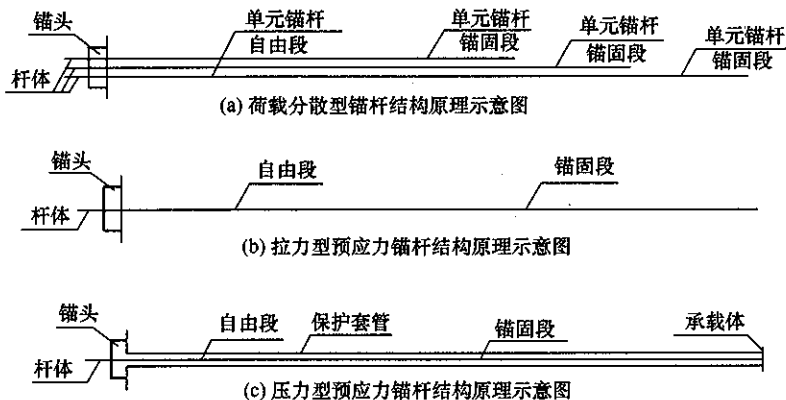 锚头 单元锚杆 单元锚杆 单元锚杆 单元锚杆
自由段 锚固段 锚固段 锚固段
杆体
(a) 荷载分散型锚杆结构原理示意图
锚头 自由段 锚固段
杆体
(b) 拉力型预应力锚杆结构原理示意图
锚头 自由段 保护套管 锚固段 承载体
杆体
(c) 压力型预应力锚杆结构原理示意图